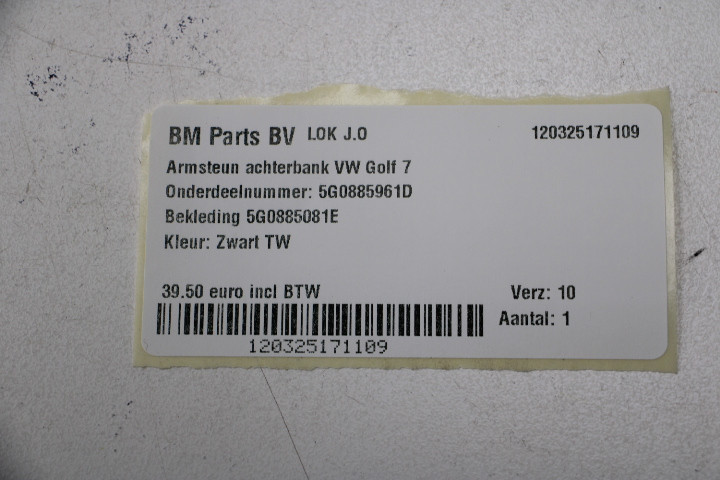 BM Parts BV LOK J.O 120325171109
Armsteun achterbank VW Golf 7
Onderdeelnummer: 5G0885961D
Bekleding 5G0885081E
Kleur: Zwart TW
39.50 euro incl BTW Verz: 10
Aantal: 1
120325171109